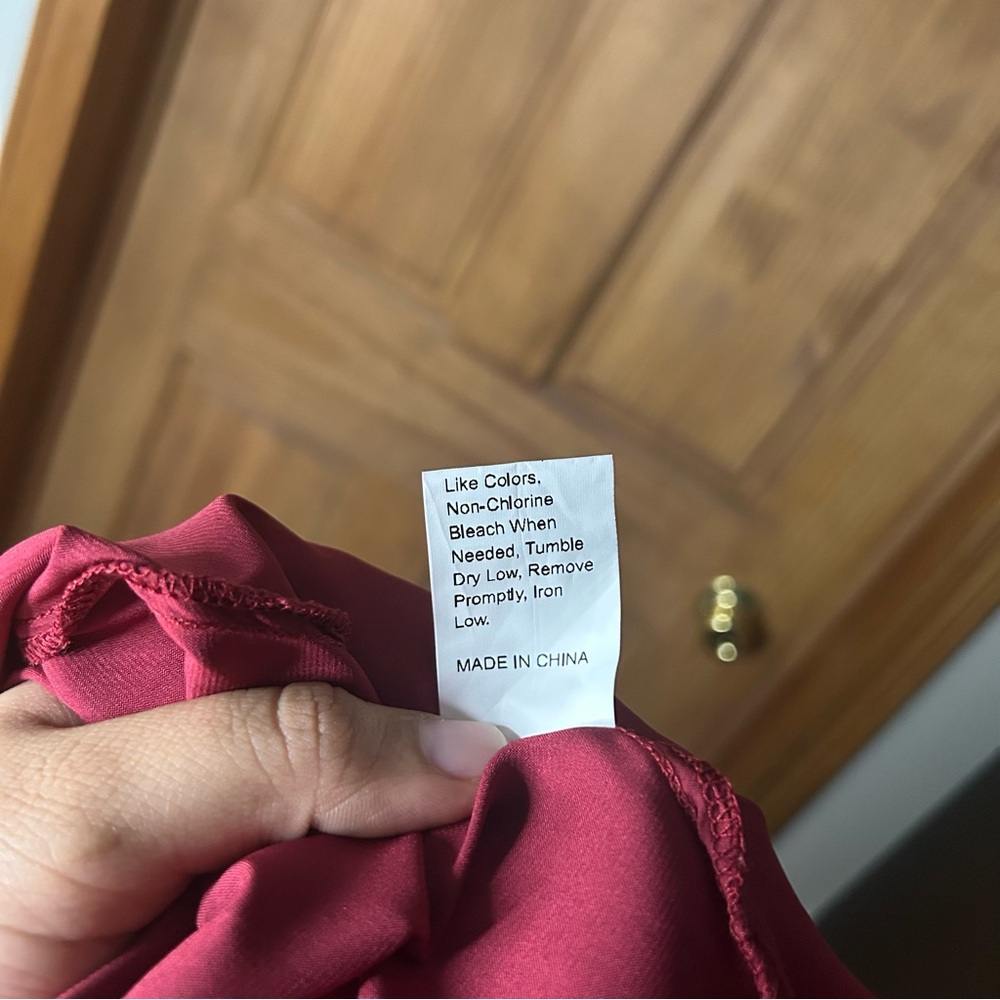 Like Colors,
Non-Chlorine
Bleach When
Needed, Tumble
Dry Low, Remove
Promptly, Iron
Low.
MADE IN CHINA